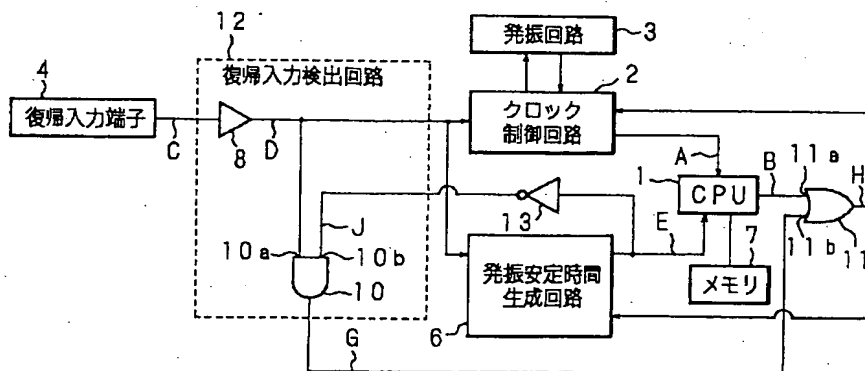 12
発振回路
3
4
復帰入力検出回路
2
復帰入力端子
クロック
制御回路
C
8
D
A
11a
B
H
1
CPU
J
13
E
11b
11
10a
10b
7
10
発振安定時間
生成回路
メモリ
6
G